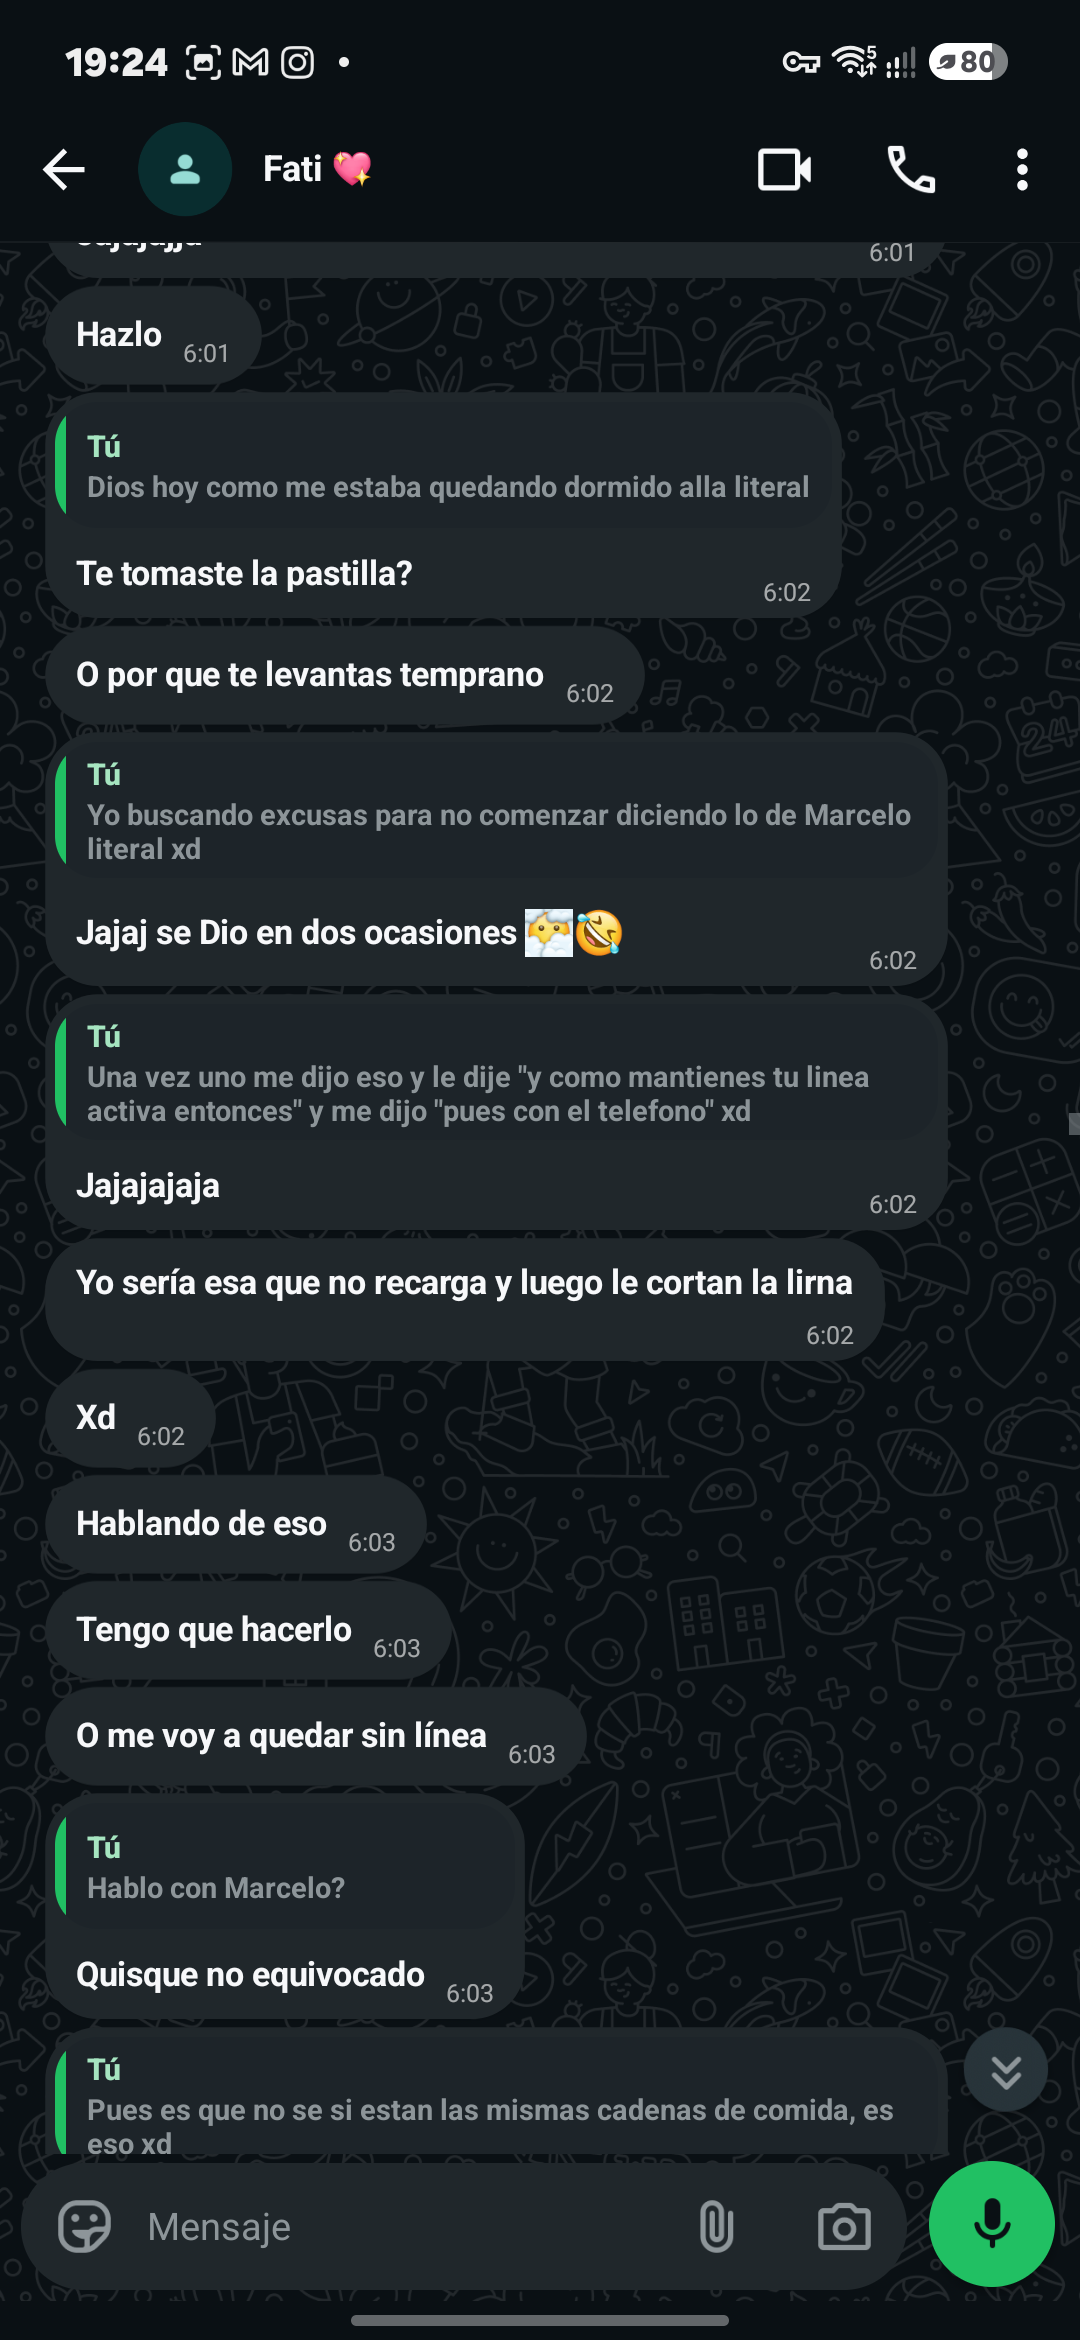 19:24
5
80
Fati
6:01
Hazlo
6:01
Tú
Dios hoy como me estaba quedando dormido alla literal
Te tomaste la pastilla?
6:02
O por que te levantas temprano
6:02
Tú
Yo buscando excusas para no comenzar diciendo lo de Marcelo
literal xd
Jajaj se Dio en dos ocasiones
6:02
Tú
Una vez uno me dijo eso y le dije "y como mantienes tu linea
activa entonces" y me dijo "pues con el telefono" xd
Jajajajaja
6:02
Yo sería esa que no recarga y luego le cortan la lirna
6:02
Xd
6:02
Hablando de eso
6:03
Tengo que hacerlo
6:03
O me voy a quedar sin línea
6:03
Tú
Hablo con Marcelo?
Quisque no equivocado
6:03
Tú
Pues es que no se si estan las mismas cadenas de comida, es
eso xd
Mensaje